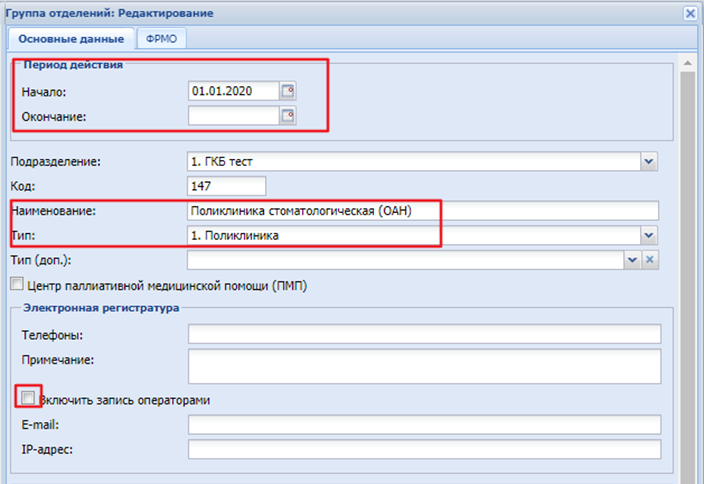 Группа отделений: Редактирование
Основные данные ФРМО
Период действия
Начало: 01.01.2020
Окончание:
Подразделение: 1. ГКБ тест
Код: 147
Наименование: Поликлиника стоматологическая (ОАН)
Тип: 1. Поликлиника
Тип (доп.):
Центр паллиативной медицинской помощи (ПМП)
Электронная регистратура
Телефоны:
Примечание:
Включить запись операторами
E-mail:
IP-адрес: